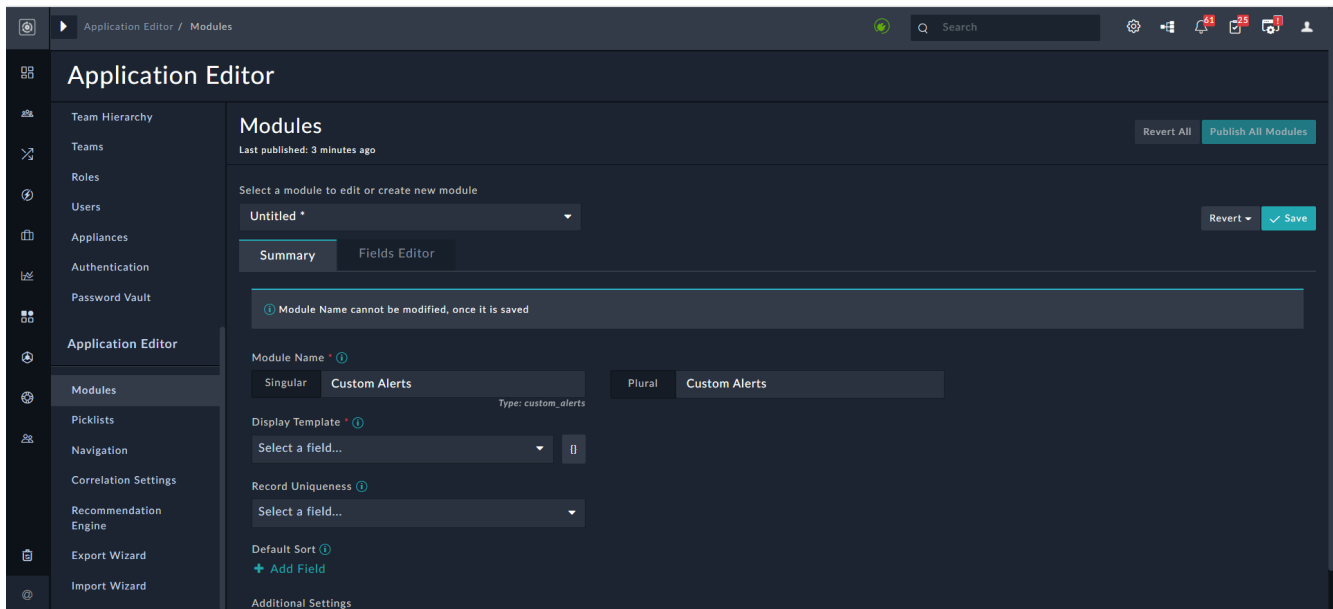 Application Editor / Modules
Search
61
25
!
Application Editor
Team Hierarchy
Teams
Roles
Users
Appliances
Authentication
Password Vault
Application Editor
Modules
Picklists
Navigation
Correlation Settings
Recommendation
Engine
Export Wizard
Import Wizard
@
Modules
Last published: 3 minutes ago
Revert All
Publish All Modules
Select a module to edit or create new module
Untitled *
Revert
Save
Summary
Fields Editor
Module Name cannot be modified, once it is saved
Module Name *
Singular
Custom Alerts
Plural
Custom Alerts
Type: custom_alerts
Display Template *
Select a field...
{}
Record Uniqueness
Select a field...
Default Sort
+ Add Field
Additional Settings